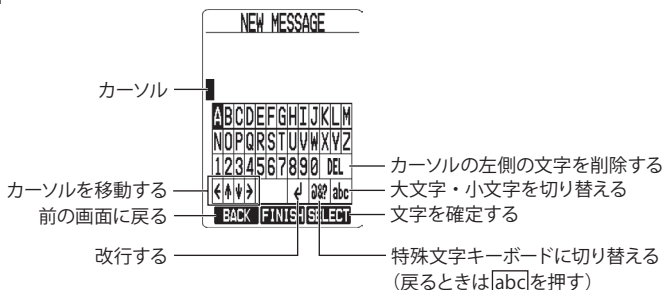 NEW MESSAGE
カーソル
ABCDEFGHIJKLM
NOPQRSTUVWXYZ
1234567890 DEL
カーソルの左側の文字を削除する
カーソルを移動する
←↑↓→ ↲ @&? abc
大文字・小文字を切り替える
前の画面に戻る
BACK FINISH SELECT
文字を確定する
改行する
特殊文字キーボードに切り替える
(戻るときはabcを押す)